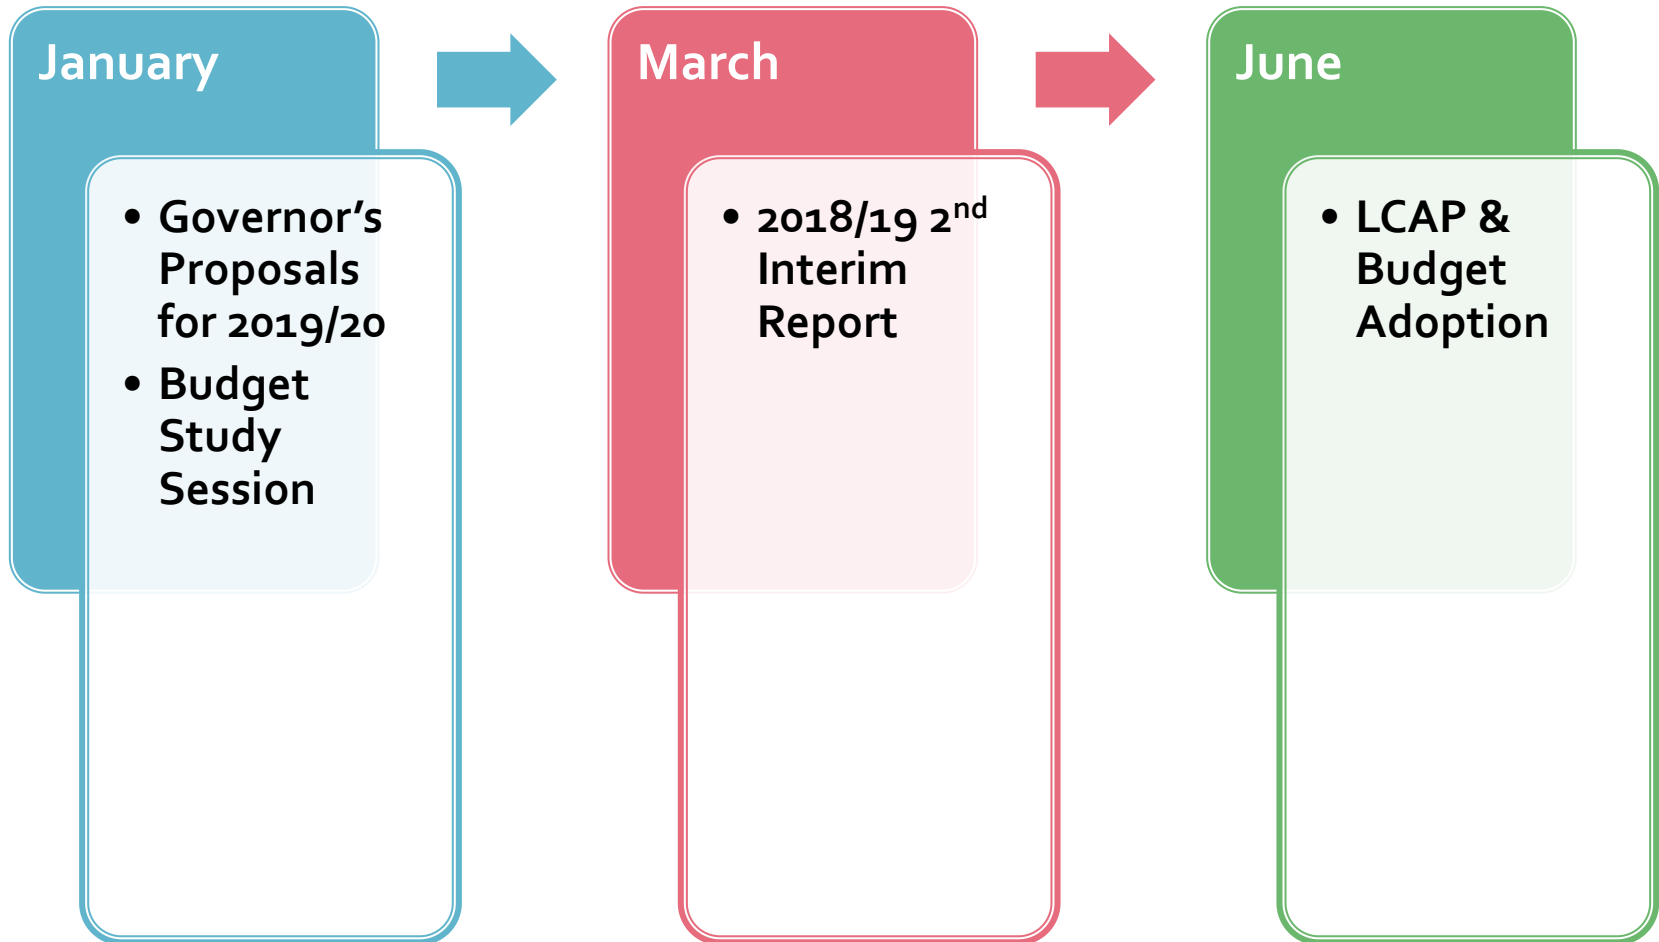 January
• Governor’s
Proposals
for 2019/20
• Budget
Study
Session
March
• 2018/19 2nd
Interim
Report
June
• LCAP &
Budget
Adoption